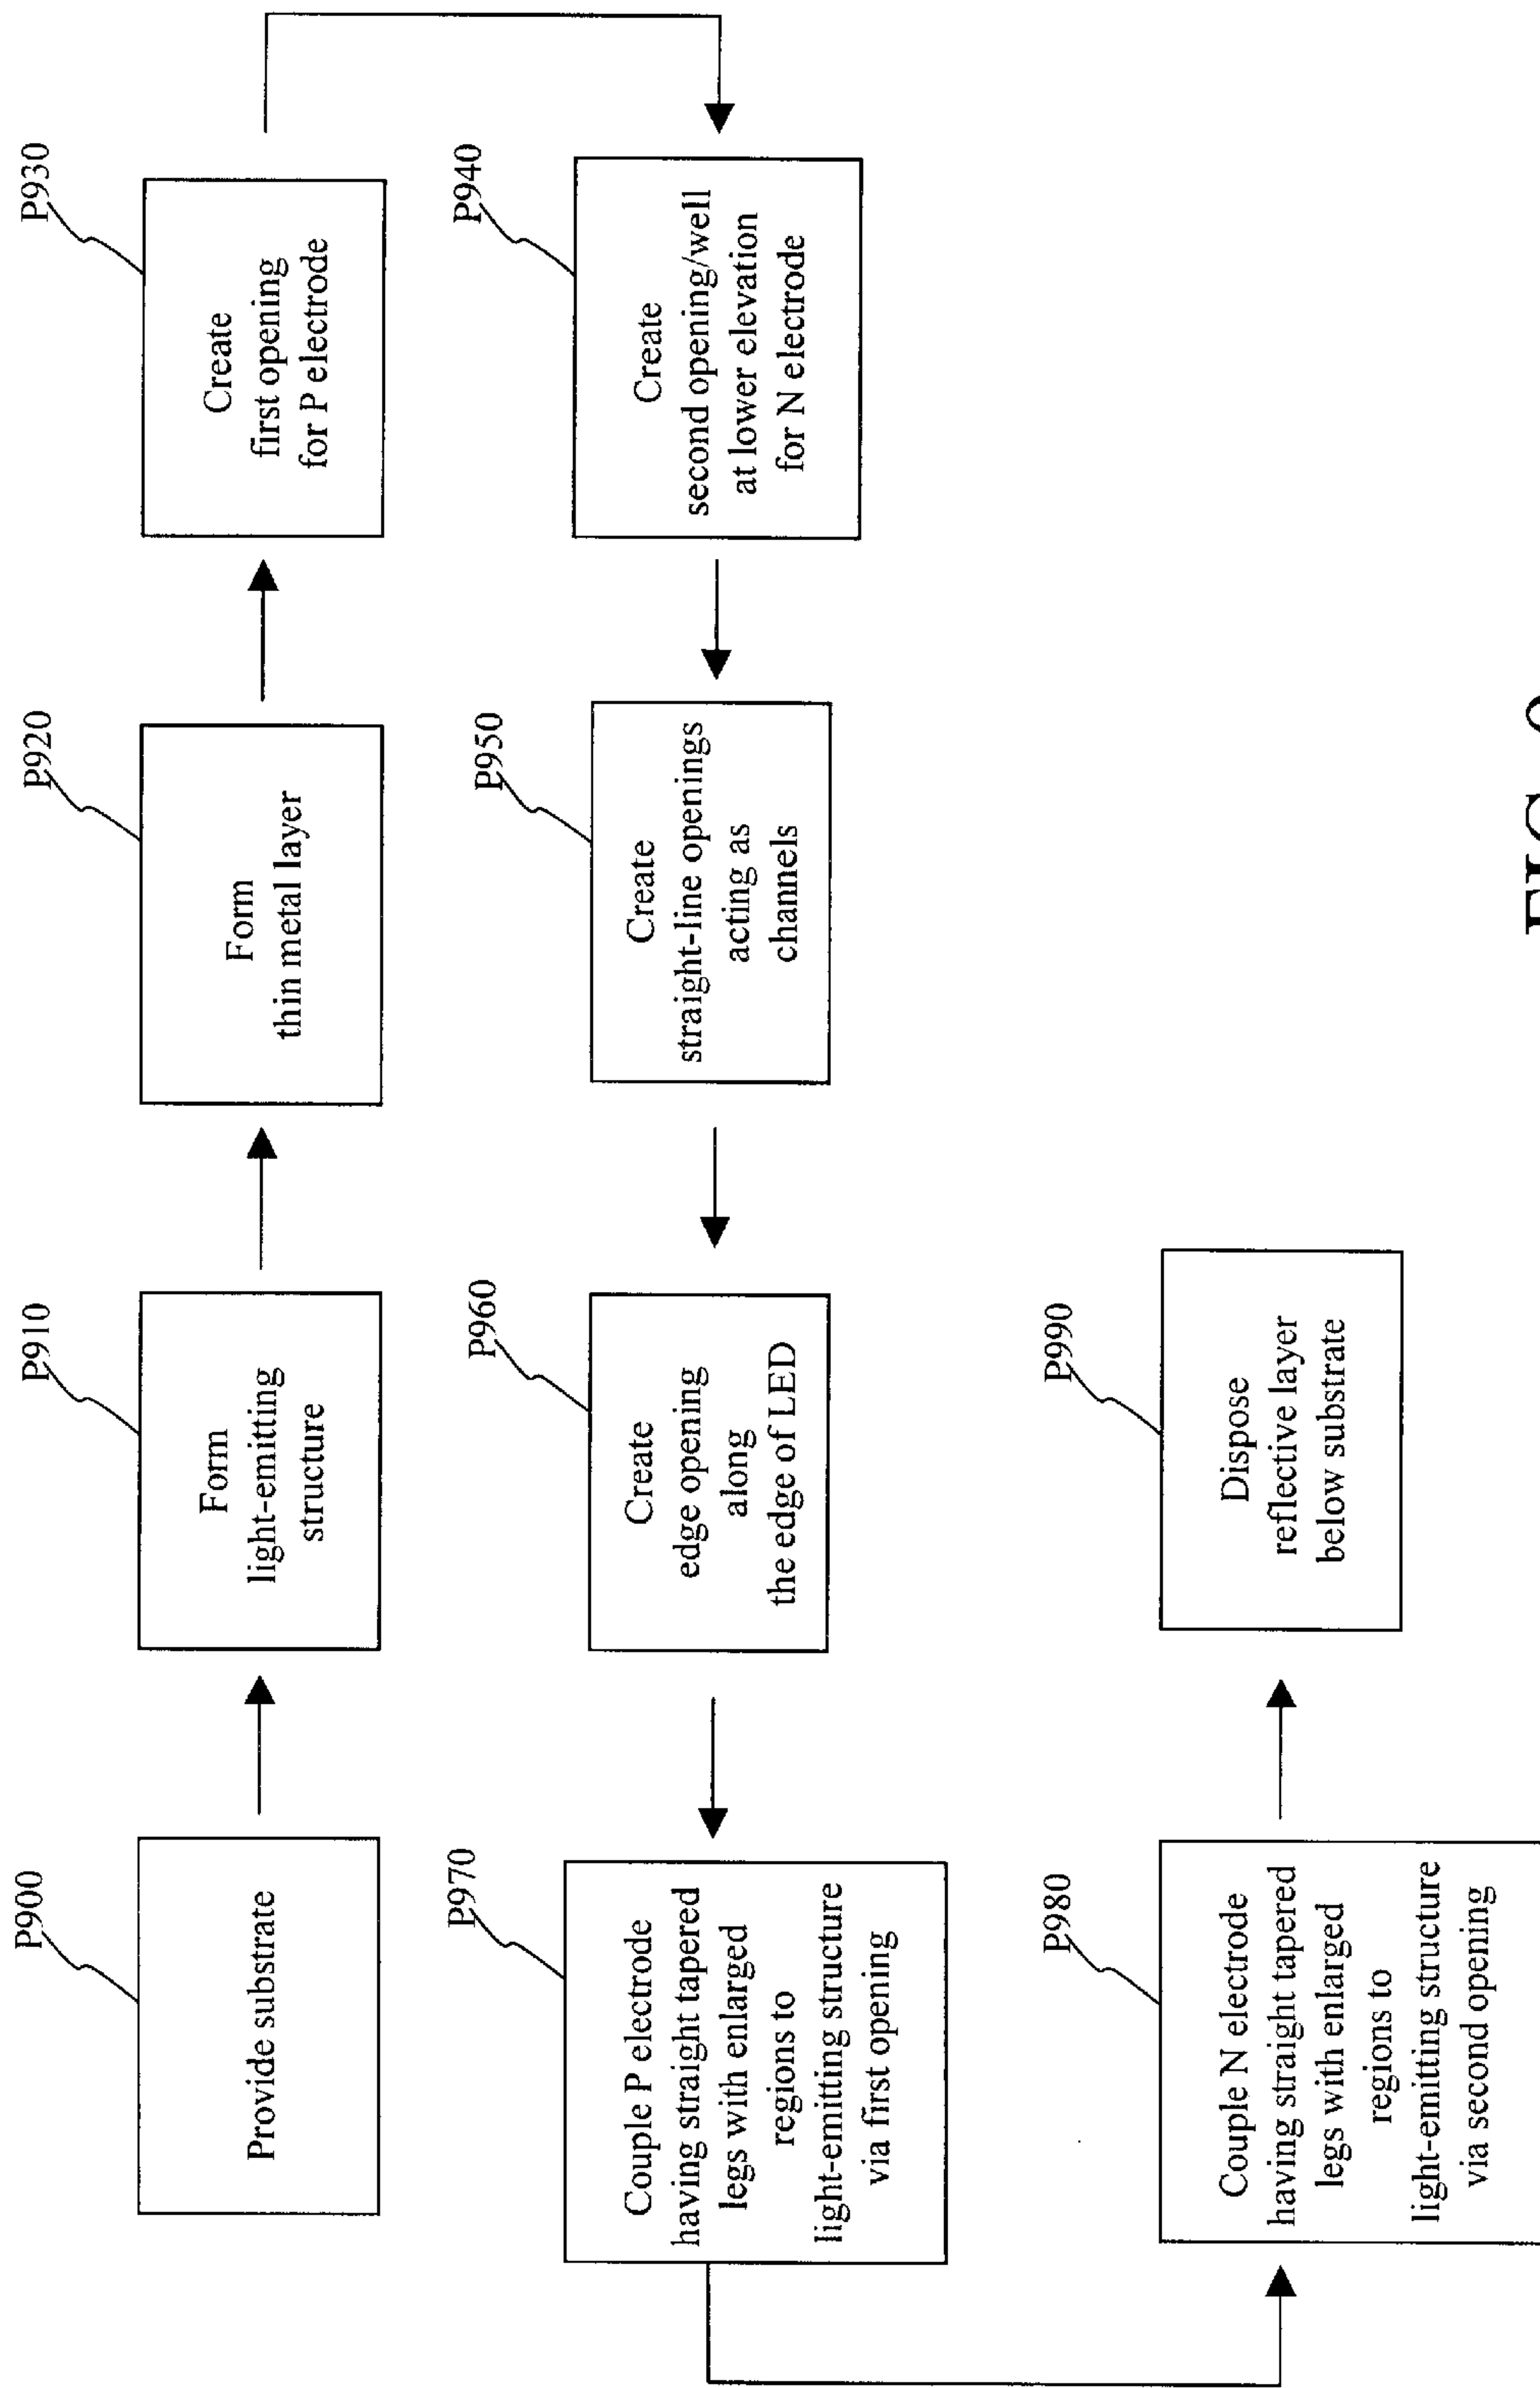 P900
Provide substrate
P910
Form
light-emitting
structure
P920
Form
thin metal layer
P930
Create
first opening
for P electrode
P940
Create
second opening/well
at lower elevation
for N electrode
P950
Create
straight-line openings
acting as
channels
P960
Create
edge opening
along
the edge of LED
P970
Couple P electrode
having straight tapered
legs with enlarged
regions to
light-emitting structure
via first opening
P980
Couple N electrode
having straight tapered
legs with enlarged
regions to
light-emitting structure
via second opening
P990
Dispose
reflective layer
below substrate